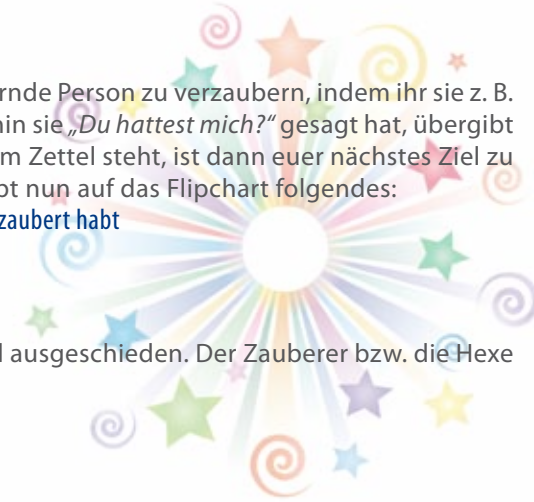 rnde Person zu verzaubern, indem ihr sie z. B.
hin sie „Du hattest mich?“ gesagt hat, übergibt
m Zettel steht, ist dann euer nächstes Ziel zu
bt nun auf das Flipchart folgendes:
zaubert habt
d ausgeschieden. Der Zauberer bzw. die Hexe